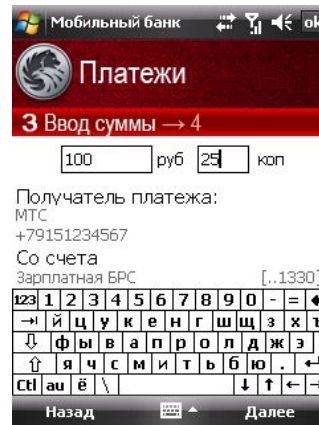 Мобильный банк ok
Платежи
3 Ввод суммы → 4
100 руб 25 коп
Получатель платежа:
МТС
+79151234567
Со счета
Зарплатная БРС [..1330]
123 1 2 3 4 5 6 7 8 9 0 - =
й ц у к е н г ш щ з х ъ
ф ы в а п р о л д ж э
я ч с м и т ь б ю .
Ctl au ё \
Назад Далее